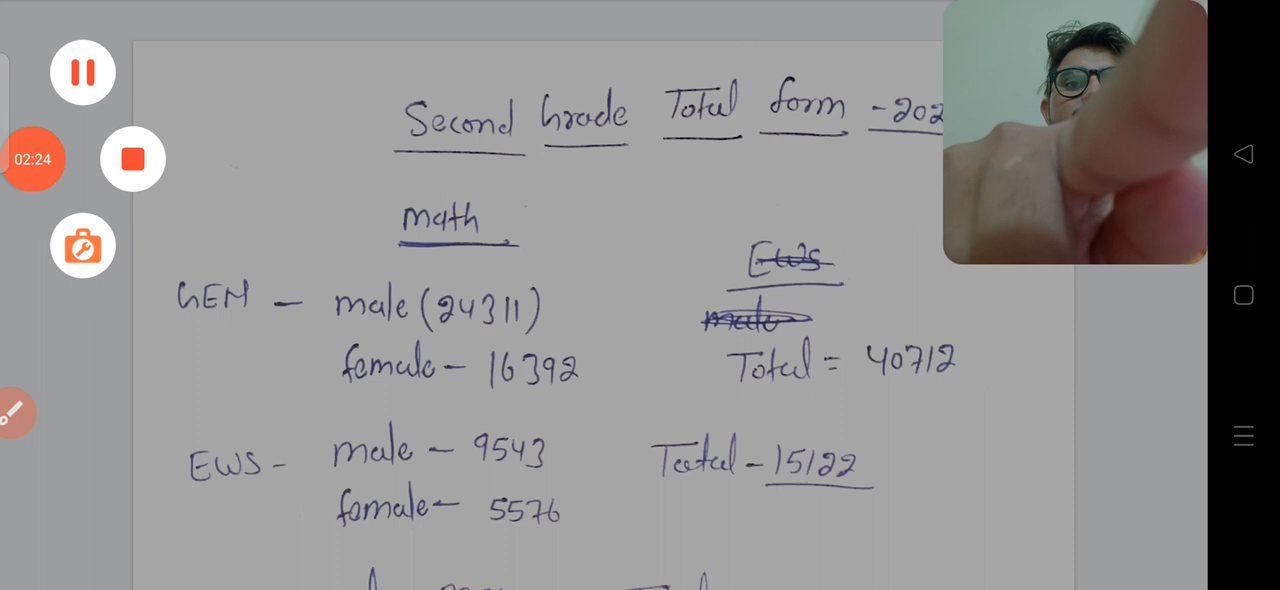 02:24
Second Grade Total form -202
math
EWS
GEN - male (24311)
female - 16392
Total = 40712
EWS - male - 9543
female - 5576
Total - 15122